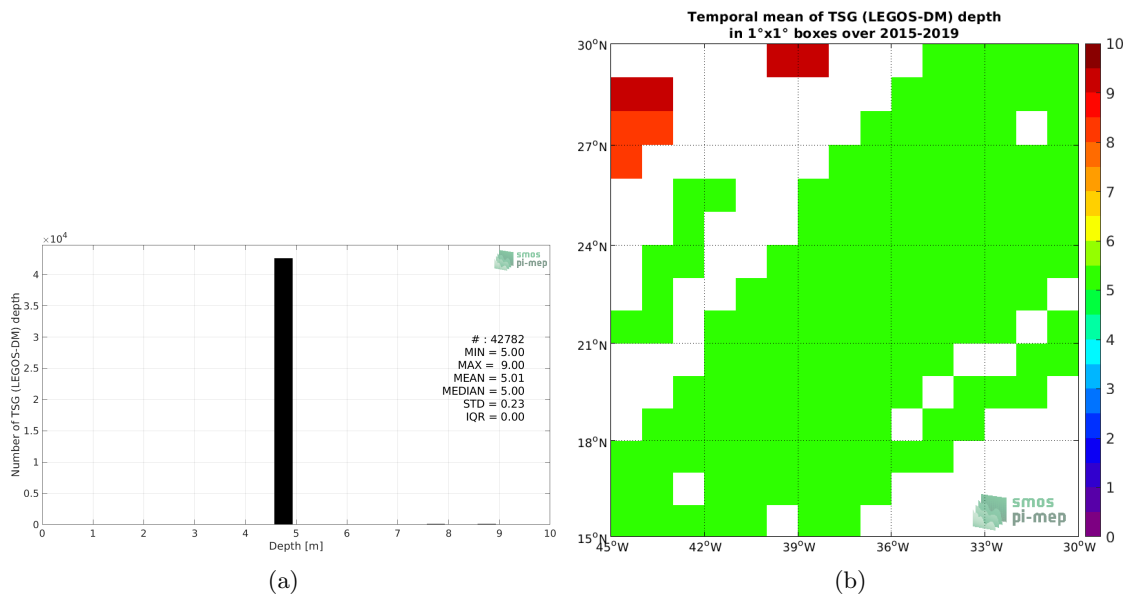 ×10⁴
4
3.5
3
2.5
2
1.5
1
0.5
0
Number of TSG (LEGOS-DM) depth
smos
pi-mep
# : 42782
MIN = 5.00
MAX = 9.00
MEAN = 5.01
MEDIAN = 5.00
STD = 0.23
IQR = 0.00
0 1 2 3 4 5 6 7 8 9 10
Depth [m]
(a)
Temporal mean of TSG (LEGOS-DM) depth
in 1°x1° boxes over 2015-2019
30°N
27°N
24°N
21°N
18°N
15°N
45°W 42°W 39°W 36°W 33°W 30°W
smos
pi-mep
10
9
8
7
6
5
4
3
2
1
0
(b)